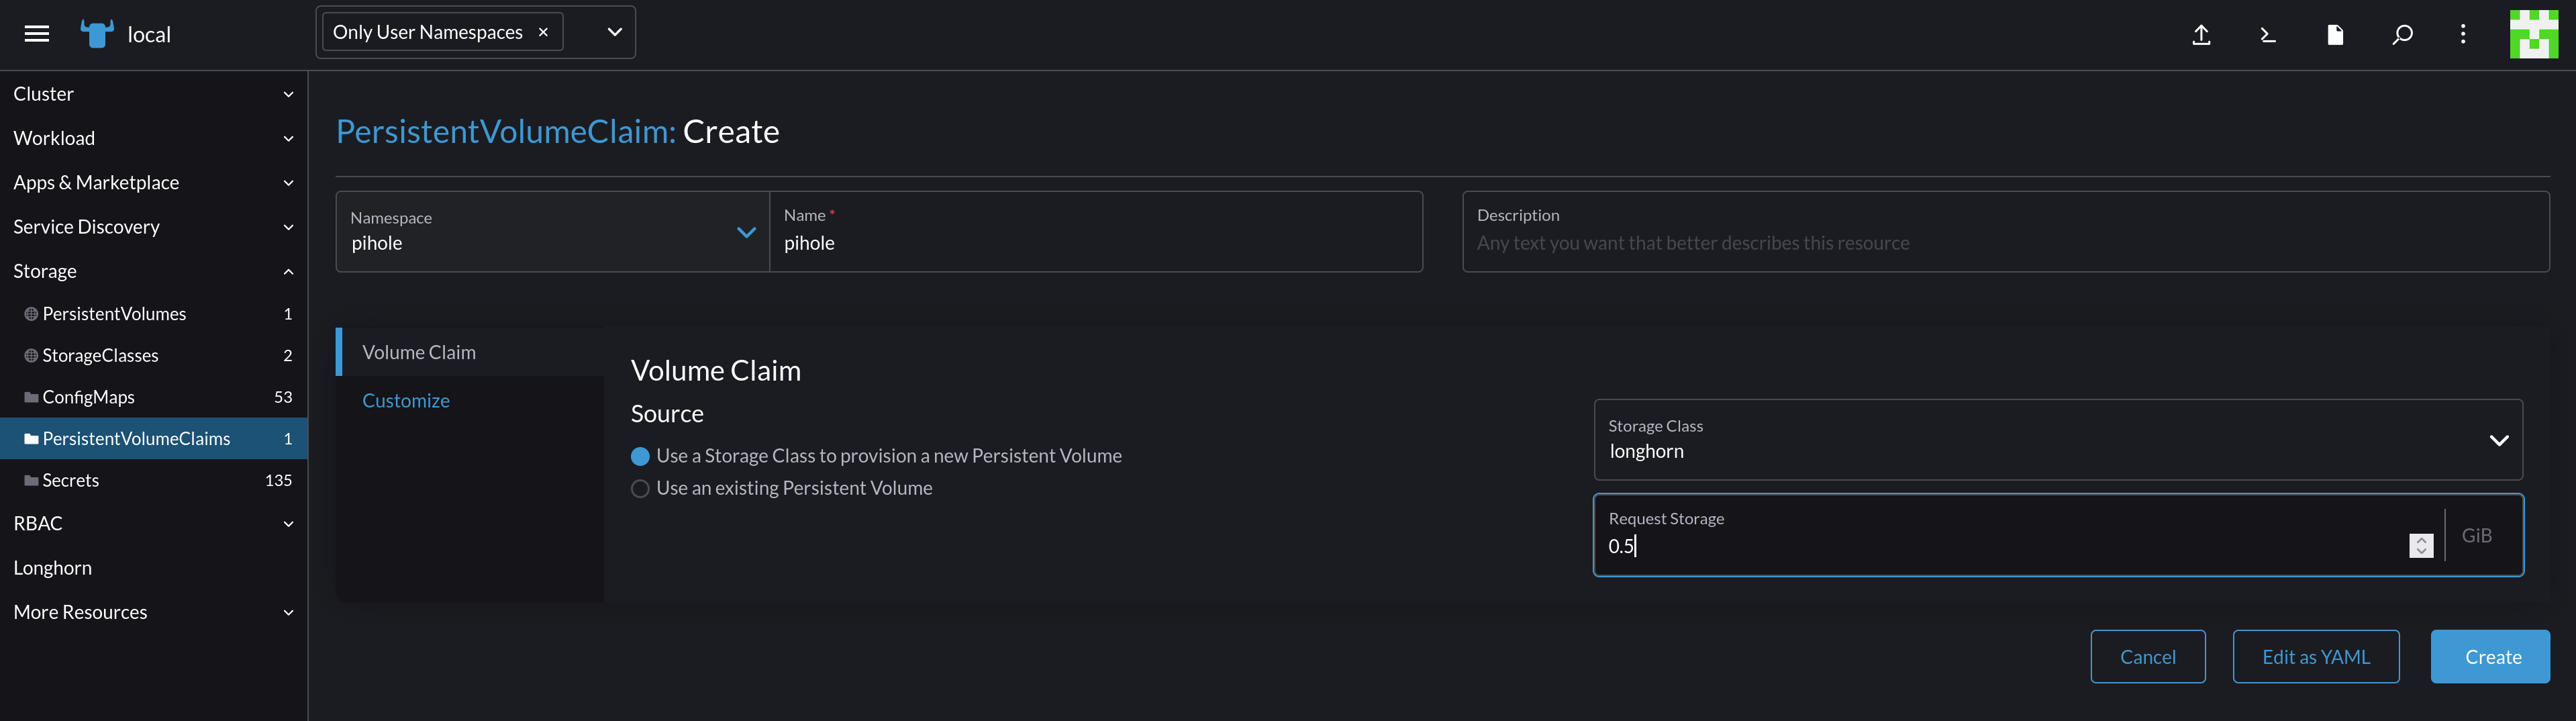 local
Only User Namespaces ×
Cluster
Workload
Apps & Marketplace
Service Discovery
Storage
PersistentVolumes 1
StorageClasses 2
ConfigMaps 53
PersistentVolumeClaims 1
Secrets 135
RBAC
Longhorn
More Resources
PersistentVolumeClaim: Create
Namespace
pihole
Name *
pihole
Description
Any text you want that better describes this resource
Volume Claim
Customize
Volume Claim
Source
Use a Storage Class to provision a new Persistent Volume
Use an existing Persistent Volume
Storage Class
longhorn
Request Storage
0.5
GiB
Cancel
Edit as YAML
Create